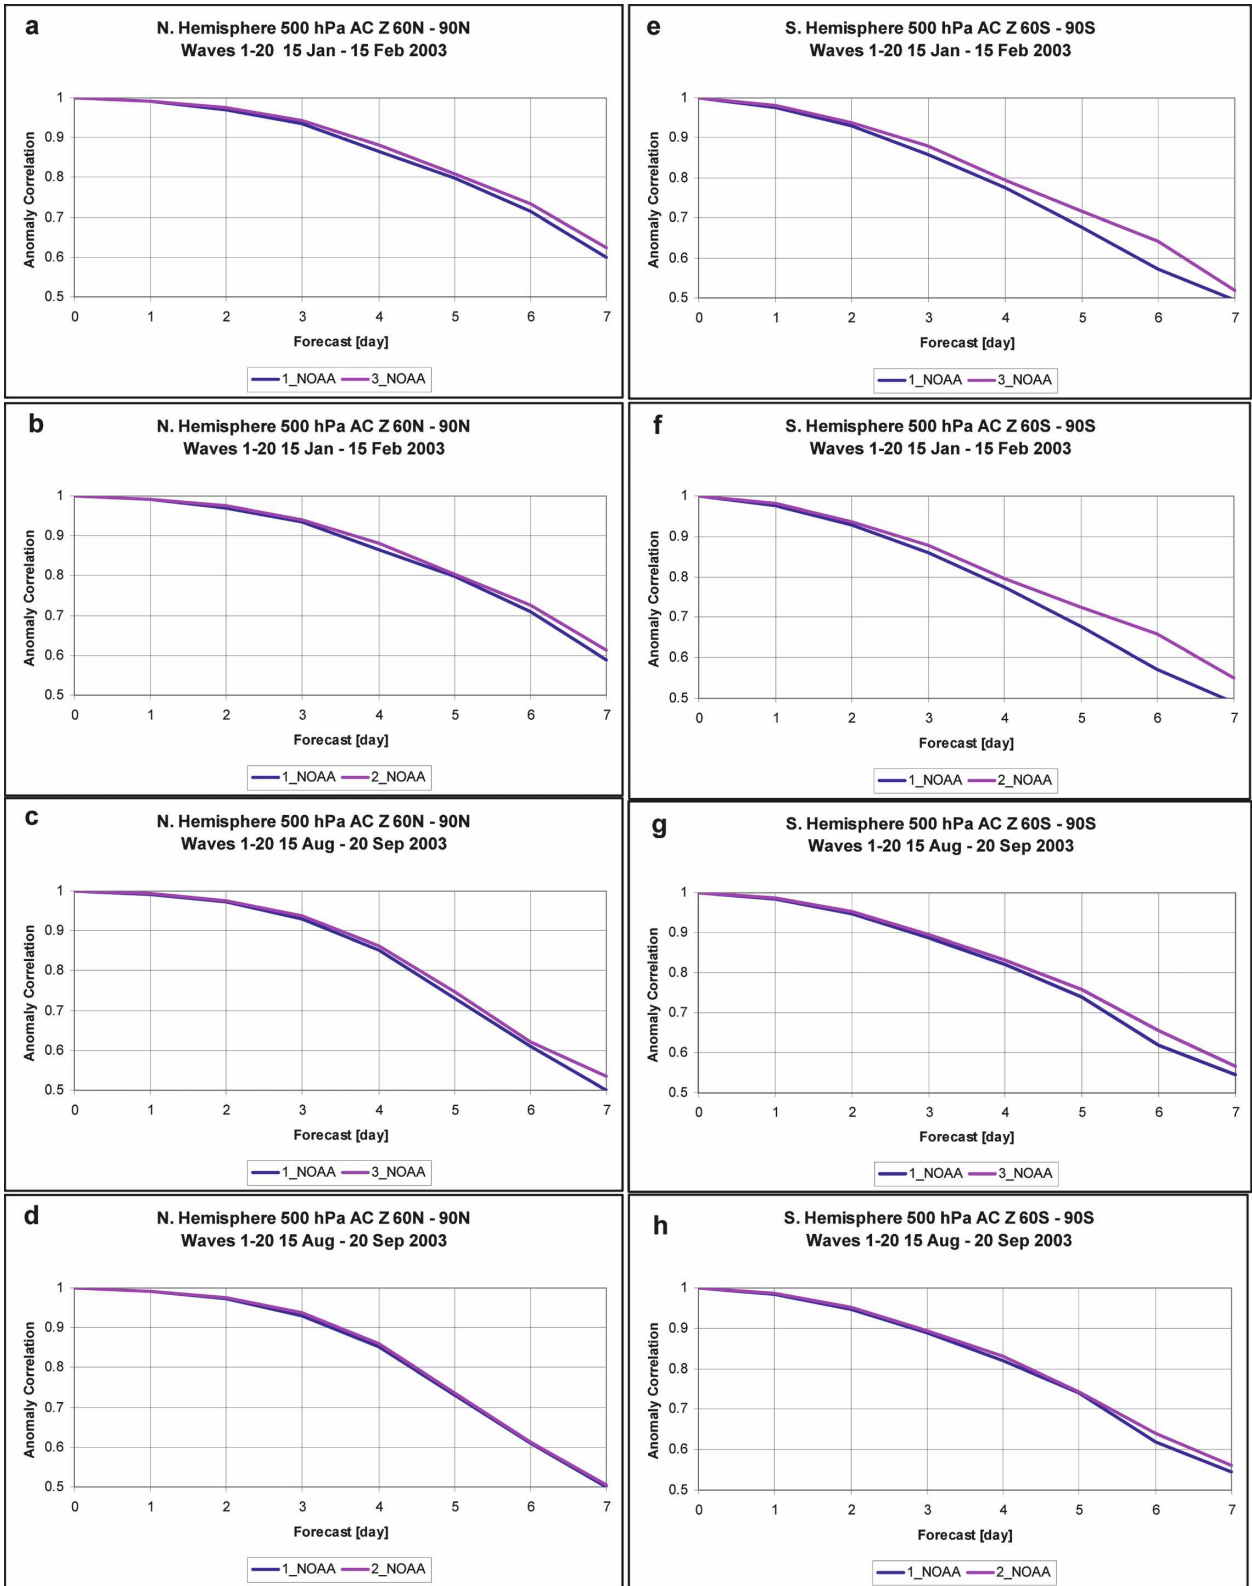 a
N. Hemisphere 500 hPa AC Z 60N - 90N
Waves 1-20 15 Jan - 15 Feb 2003
1
0.9
0.8
0.7
0.6
0.5
Anomaly Correlation
0 1 2 3 4 5 6 7
Forecast [day]
1_NOAA 3_NOAA
b
N. Hemisphere 500 hPa AC Z 60N - 90N
Waves 1-20 15 Jan - 15 Feb 2003
1
0.9
0.8
0.7
0.6
0.5
Anomaly Correlation
0 1 2 3 4 5 6 7
Forecast [day]
1_NOAA 2_NOAA
c
N. Hemisphere 500 hPa AC Z 60N - 90N
Waves 1-20 15 Aug - 20 Sep 2003
1
0.9
0.8
0.7
0.6
0.5
Anomaly Correlation
0 1 2 3 4 5 6 7
Forecast [day]
1_NOAA 3_NOAA
d
N. Hemisphere 500 hPa AC Z 60N - 90N
Waves 1-20 15 Aug - 20 Sep 2003
1
0.9
0.8
0.7
0.6
0.5
Anomaly Correlation
0 1 2 3 4 5 6 7
Forecast [day]
1_NOAA 2_NOAA
e
S. Hemisphere 500 hPa AC Z 60S - 90S
Waves 1-20 15 Jan - 15 Feb 2003
1
0.9
0.8
0.7
0.6
0.5
Anomaly Correlation
0 1 2 3 4 5 6 7
Forecast [day]
1_NOAA 3_NOAA
f
S. Hemisphere 500 hPa AC Z 60S - 90S
Waves 1-20 15 Jan - 15 Feb 2003
1
0.9
0.8
0.7
0.6
0.5
Anomaly Correlation
0 1 2 3 4 5 6 7
Forecast [day]
1_NOAA 2_NOAA
g
S. Hemisphere 500 hPa AC Z 60S - 90S
Waves 1-20 15 Aug - 20 Sep 2003
1
0.9
0.8
0.7
0.6
0.5
Anomaly Correlation
0 1 2 3 4 5 6 7
Forecast [day]
1_NOAA 3_NOAA
h
S. Hemisphere 500 hPa AC Z 60S - 90S
Waves 1-20 15 Aug - 20 Sep 2003
1
0.9
0.8
0.7
0.6
0.5
Anomaly Correlation
0 1 2 3 4 5 6 7
Forecast [day]
1_NOAA 2_NOAA